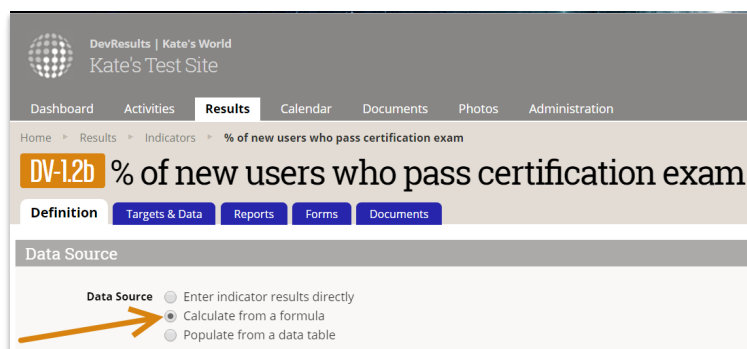 DevResults | Kate's World
Kate's Test Site
Dashboard Activities Results Calendar Documents Photos Administration
Home Results Indicators % of new users who pass certification exam
DV-1.2b % of new users who pass certification exam
Definition Targets & Data Reports Forms Documents
Data Source
Data Source Enter indicator results directly
Calculate from a formula
Populate from a data table